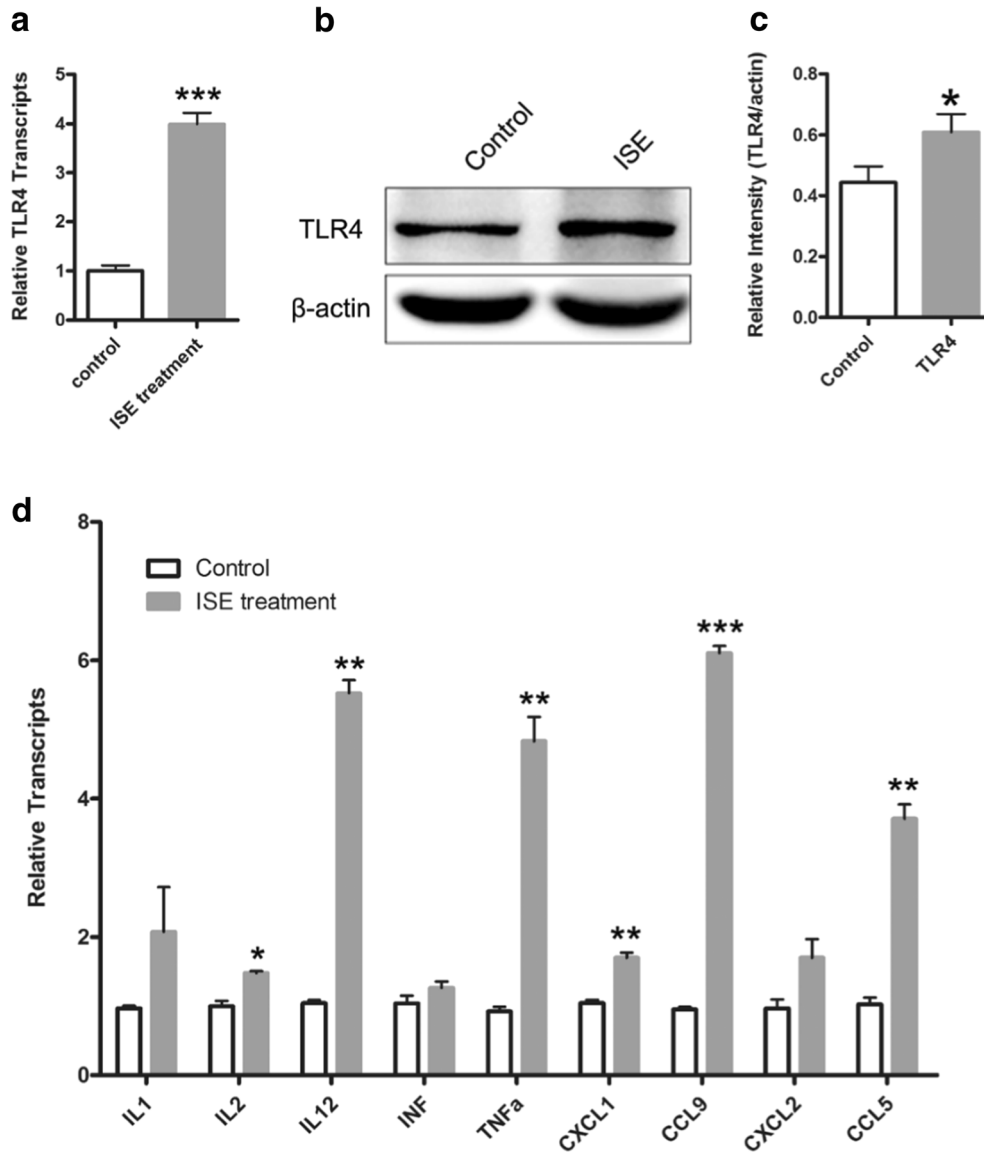 a
Relative TLR4 Transcripts
5
4
3
2
1
0
***
control
ISE treatment
b
Control
ISE
TLR4
β-actin
c
Relative Intensity (TLR4/actin)
0.8
0.6
0.4
0.2
0.0
*
Control
TLR4
d
Relative Transcripts
8
6
4
2
0
Control
ISE treatment
*
**
**
**
***
**
IL1
IL2
IL12
INF
TNFa
CXCL1
CCL9
CXCL2
CCL5